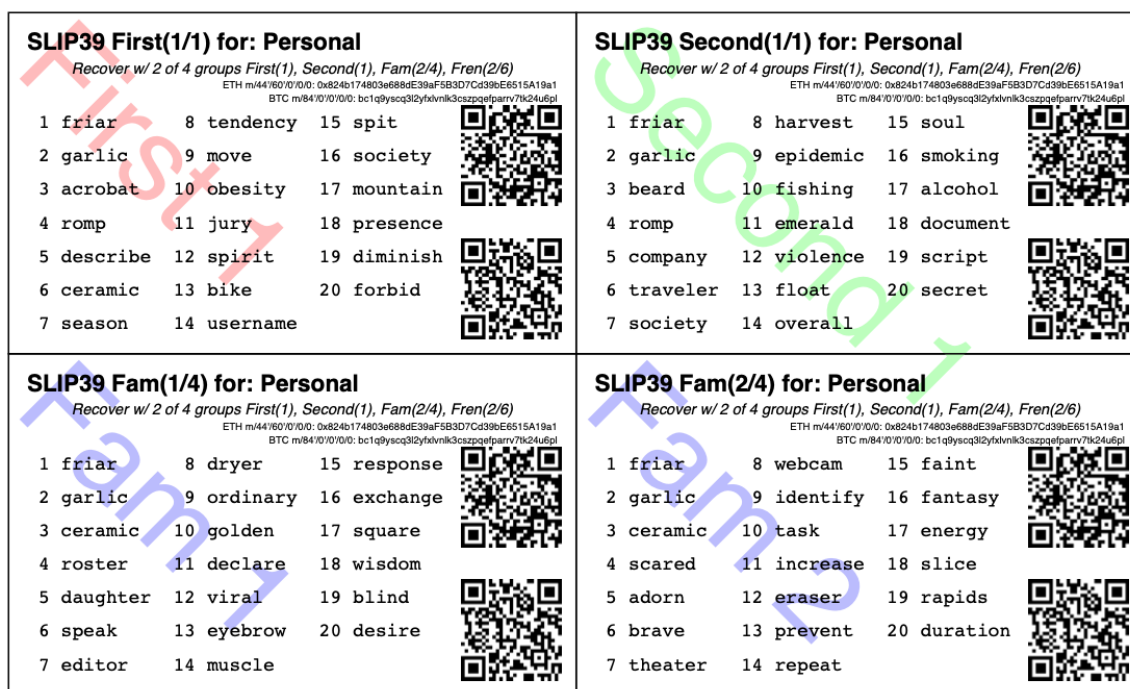 SLIP39 First(1/1) for: Personal
Recover w/ 2 of 4 groups First(1), Second(1), Fam(2/4), Fren(2/6)
ETH m/44'/60'/0'/0/0: 0x824b174803e688dE39aF5B3D7Cd39bE6515A19a1
BTC m/84'/0'/0'/0/0: bc1q9yscq3l2yfxlvnlk3cszpqefparrv7tk24u6pl
1 friar 8 tendency 15 spit
2 garlic 9 move 16 society
3 acrobat 10 obesity 17 mountain
4 romp 11 jury 18 presence
5 describe 12 spirit 19 diminish
6 ceramic 13 bike 20 forbid
7 season 14 username
First 1
SLIP39 Second(1/1) for: Personal
Recover w/ 2 of 4 groups First(1), Second(1), Fam(2/4), Fren(2/6)
ETH m/44'/60'/0'/0/0: 0x824b174803e688dE39aF5B3D7Cd39bE6515A19a1
BTC m/84'/0'/0'/0/0: bc1q9yscq3l2yfxlvnlk3cszpqefparrv7tk24u6pl
1 friar 8 harvest 15 soul
2 garlic 9 epidemic 16 smoking
3 beard 10 fishing 17 alcohol
4 romp 11 emerald 18 document
5 company 12 violence 19 script
6 traveler 13 float 20 secret
7 society 14 overall
Second 1
SLIP39 Fam(1/4) for: Personal
Recover w/ 2 of 4 groups First(1), Second(1), Fam(2/4), Fren(2/6)
ETH m/44'/60'/0'/0/0: 0x824b174803e688dE39aF5B3D7Cd39bE6515A19a1
BTC m/84'/0'/0'/0/0: bc1q9yscq3l2yfxlvnlk3cszpqefparrv7tk24u6pl
1 friar 8 dryer 15 response
2 garlic 9 ordinary 16 exchange
3 ceramic 10 golden 17 square
4 roster 11 declare 18 wisdom
5 daughter 12 viral 19 blind
6 speak 13 eyebrow 20 desire
7 editor 14 muscle
Fam 1
SLIP39 Fam(2/4) for: Personal
Recover w/ 2 of 4 groups First(1), Second(1), Fam(2/4), Fren(2/6)
ETH m/44'/60'/0'/0/0: 0x824b174803e688dE39aF5B3D7Cd39bE6515A19a1
BTC m/84'/0'/0'/0/0: bc1q9yscq3l2yfxlvnlk3cszpqefparrv7tk24u6pl
1 friar 8 webcam 15 faint
2 garlic 9 identify 16 fantasy
3 ceramic 10 task 17 energy
4 scared 11 increase 18 slice
5 adorn 12 eraser 19 rapids
6 brave 13 prevent 20 duration
7 theater 14 repeat
Fam 2